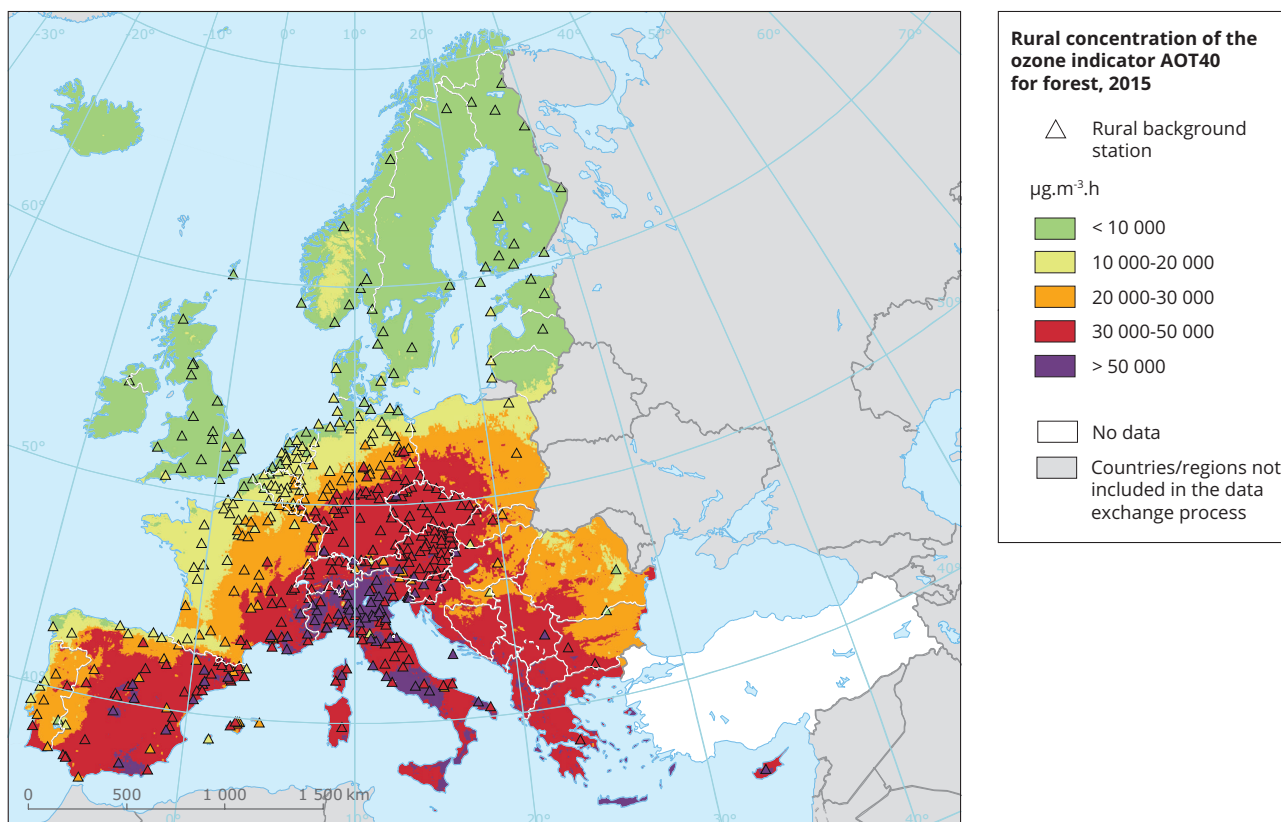 -30°
-20°
-10°
0°
10°
20°
30°
40°
50°
60°
70°
60°
50°
40°
60°
50°
40°
0
500
1 000
1 500 km
0°
10°
20°
30°
40°
Rural concentration of the
ozone indicator AOT40
for forest, 2015
Rural background
station
µg.m⁻³.h
< 10 000
10 000-20 000
20 000-30 000
30 000-50 000
> 50 000
No data
Countries/regions not
included in the data
exchange process